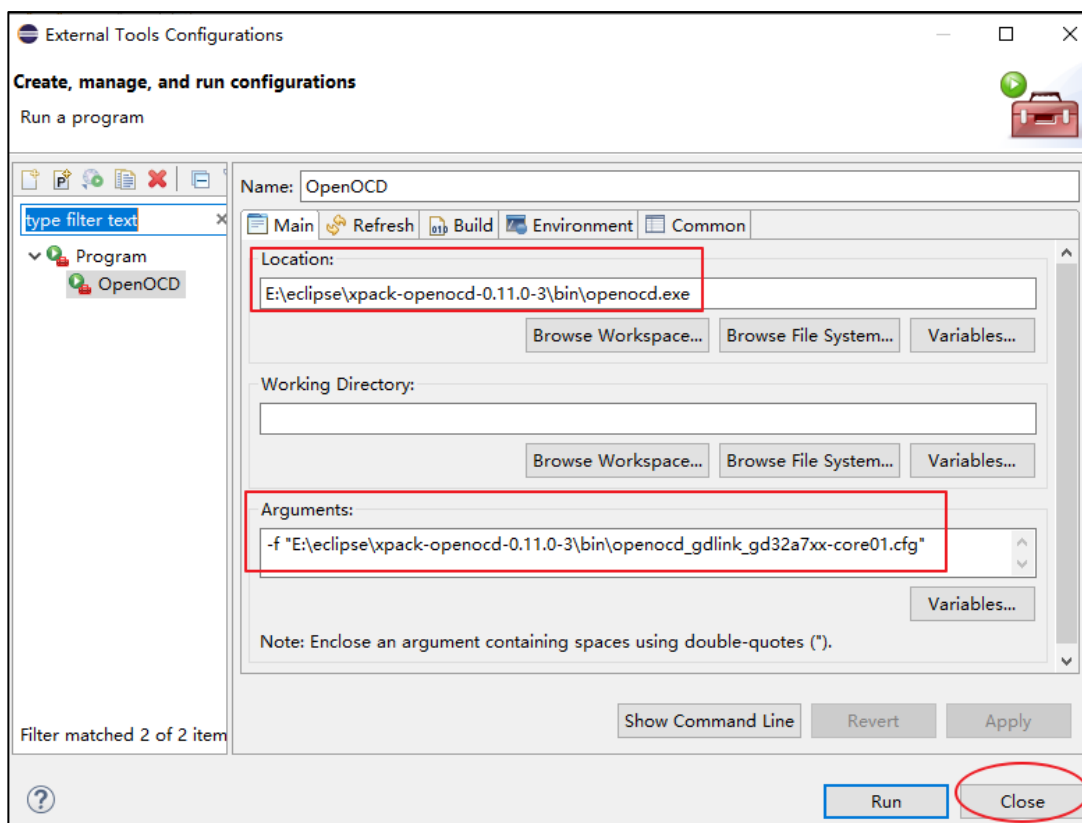 External Tools Configurations
Create, manage, and run configurations
Run a program
Name: OpenOCD
type filter text
Main Refresh Build Environment Common
Program
OpenOCD
Location:
E:\eclipse\xpack-openocd-0.11.0-3\bin\openocd.exe
Browse Workspace... Browse File System... Variables...
Working Directory:
Browse Workspace... Browse File System... Variables...
Arguments:
-f "E:\eclipse\xpack-openocd-0.11.0-3\bin\openocd_gdlink_gd32a7xx-core01.cfg"
Variables...
Note: Enclose an argument containing spaces using double-quotes (").
Show Command Line Revert Apply
Filter matched 2 of 2 item
Run Close